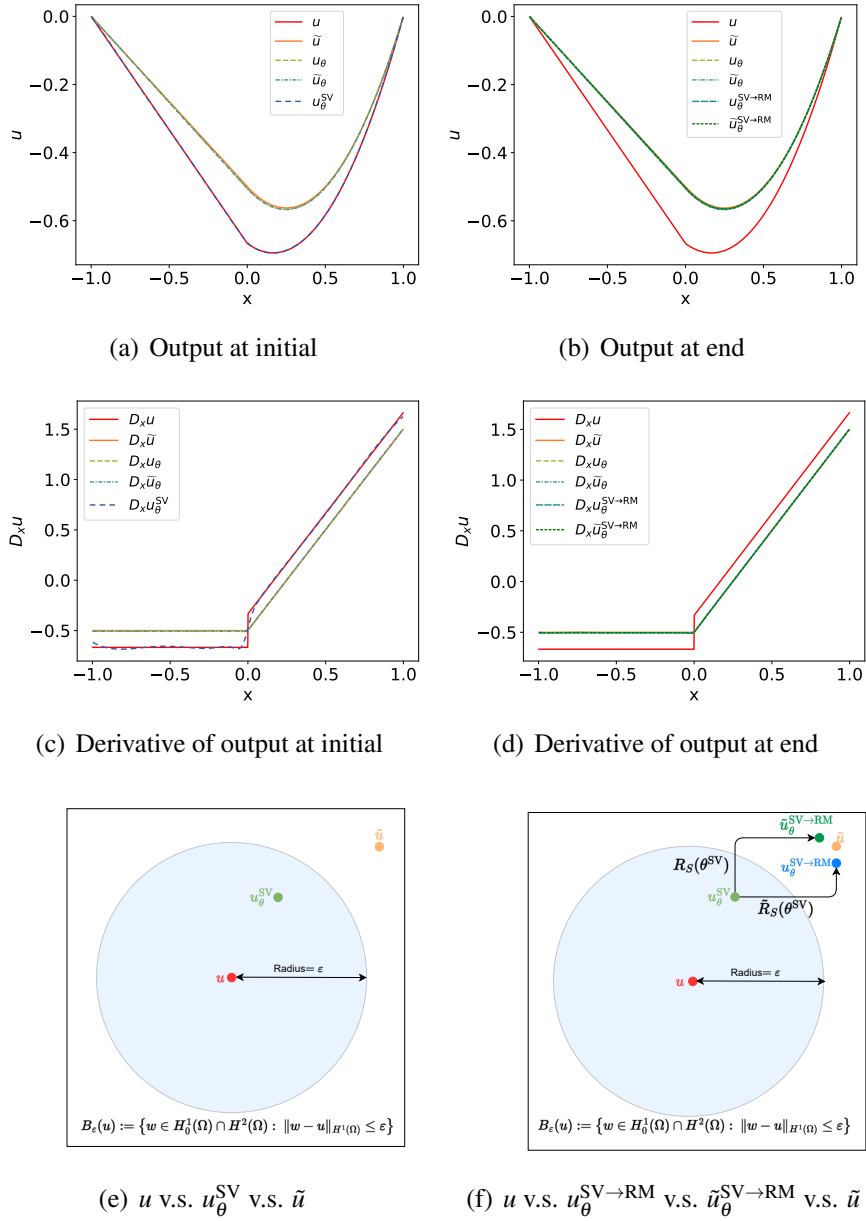 0.0
−0.2
−0.4
−0.6
u
−1.0 −0.5 0.0 0.5 1.0
x
u
ũ
u_θ
ũ_θ
u_θ^SV
(a) Output at initial
0.0
−0.2
−0.4
−0.6
u
−1.0 −0.5 0.0 0.5 1.0
x
u
ũ
u_θ
ũ_θ
u_θ^SV→RM
ũ_θ^SV→RM
(b) Output at end
1.5
1.0
0.5
0.0
−0.5
D_x u
−1.0 −0.5 0.0 0.5 1.0
x
D_x u
D_x ũ
D_x u_θ
D_x ũ_θ
D_x u_θ^SV
(c) Derivative of output at initial
1.5
1.0
0.5
0.0
−0.5
D_x u
−1.0 −0.5 0.0 0.5 1.0
x
D_x u
D_x ũ
D_x u_θ
D_x ũ_θ
D_x u_θ^SV→RM
D_x ũ_θ^SV→RM
(d) Derivative of output at end
ũ
u_θ^SV
u
Radius= ε
B_ε(u) := {w ∈ H_0^1(Ω) ∩ H^2(Ω) : ‖w − u‖_{H^1(Ω)} ≤ ε}
(e) u v.s. u_θ^SV v.s. ũ
ũ_θ^SV→RM
ũ
R_S(θ^SV)
u_θ^SV→RM
u_θ^SV
R̃_S(θ^SV)
u
Radius= ε
B_ε(u) := {w ∈ H_0^1(Ω) ∩ H^2(Ω) : ‖w − u‖_{H^1(Ω)} ≤ ε}
(f) u v.s. u_θ^SV→RM v.s. ũ_θ^SV→RM v.s. ũ